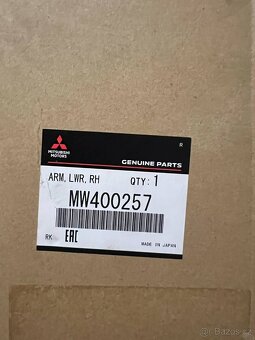 MITSUBISHI
MOTORS
GENUINE PARTS
R
ARM, LWR, RH
QTY: 1
MW400257
RK
EAC
MADE IN JAPAN